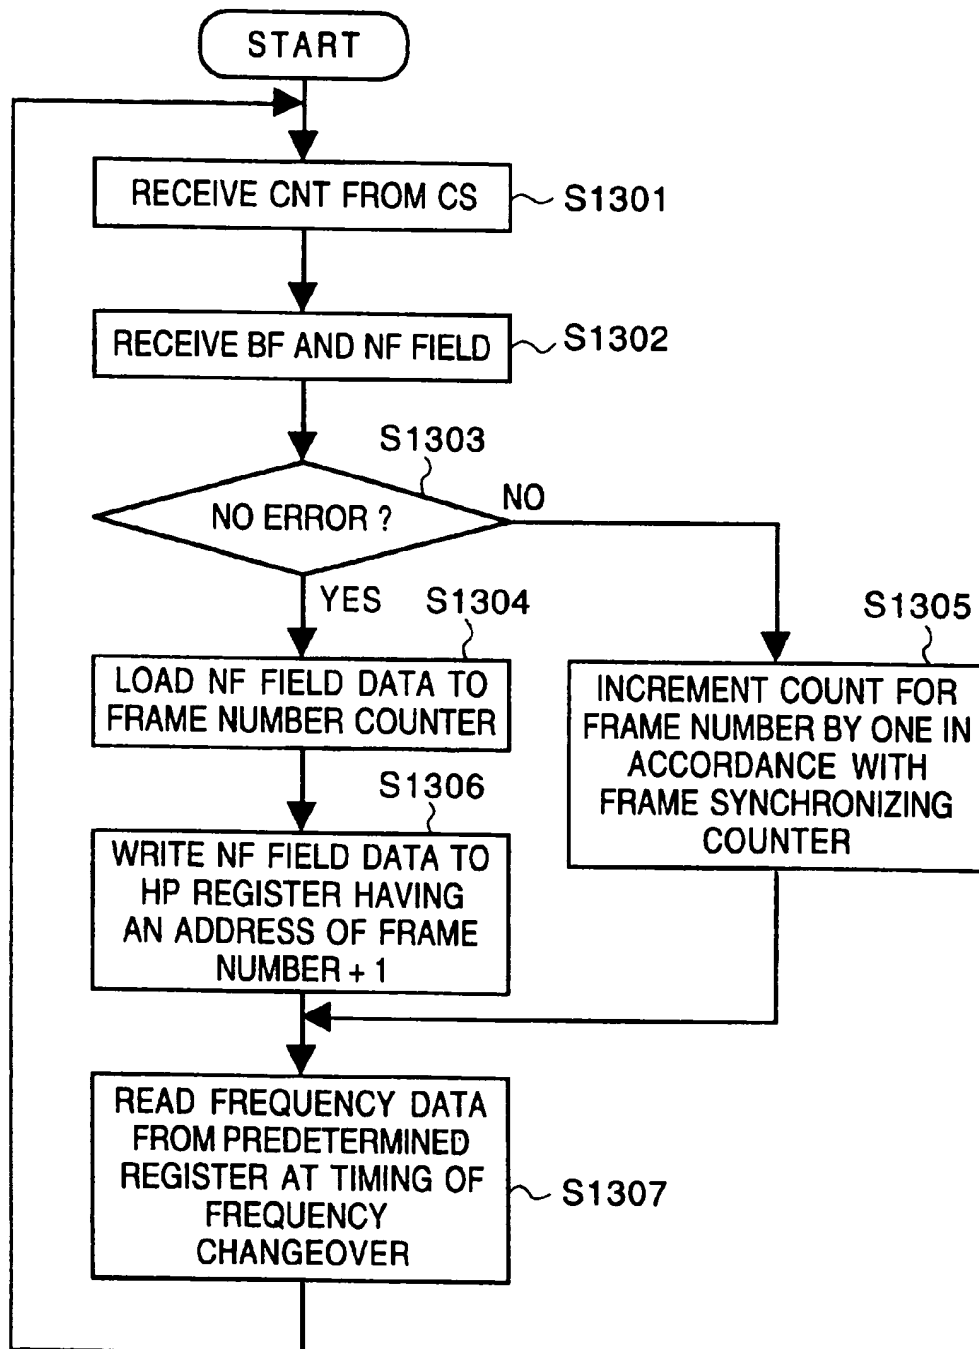 START
RECEIVE CNT FROM CS
S1301
RECEIVE BF AND NF FIELD
S1302
S1303
NO ERROR ?
NO
YES
S1304
LOAD NF FIELD DATA TO
FRAME NUMBER COUNTER
S1305
INCREMENT COUNT FOR
FRAME NUMBER BY ONE IN
ACCORDANCE WITH
FRAME SYNCHRONIZING
COUNTER
S1306
WRITE NF FIELD DATA TO
HP REGISTER HAVING
AN ADDRESS OF FRAME
NUMBER + 1
READ FREQUENCY DATA
FROM PREDETERMINED
REGISTER AT TIMING OF
FREQUENCY
CHANGEOVER
S1307